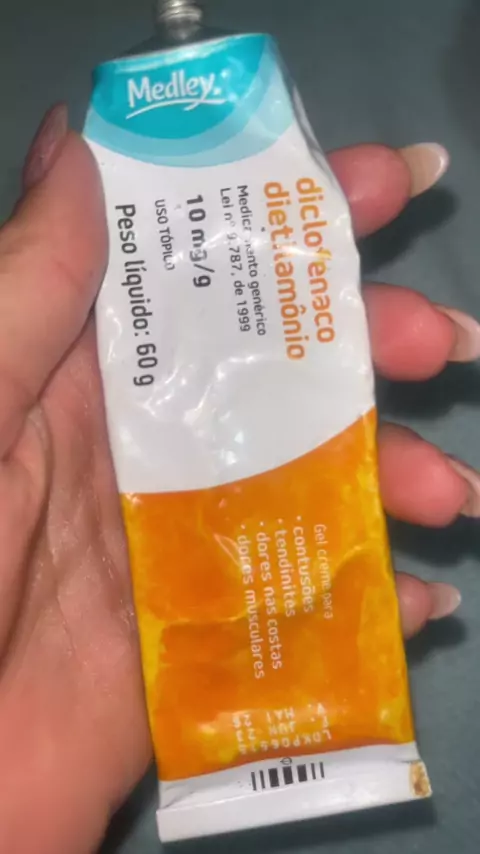 Medley.
diclofenaco
dietilamônio
Medicamento genérico
Lei nº 9.787, de 1999
10 mg/g
USO TÓPICO
Peso líquido: 60 g
Gel creme para
• contusões
• tendinites
• dores nas costas
• dores musculares